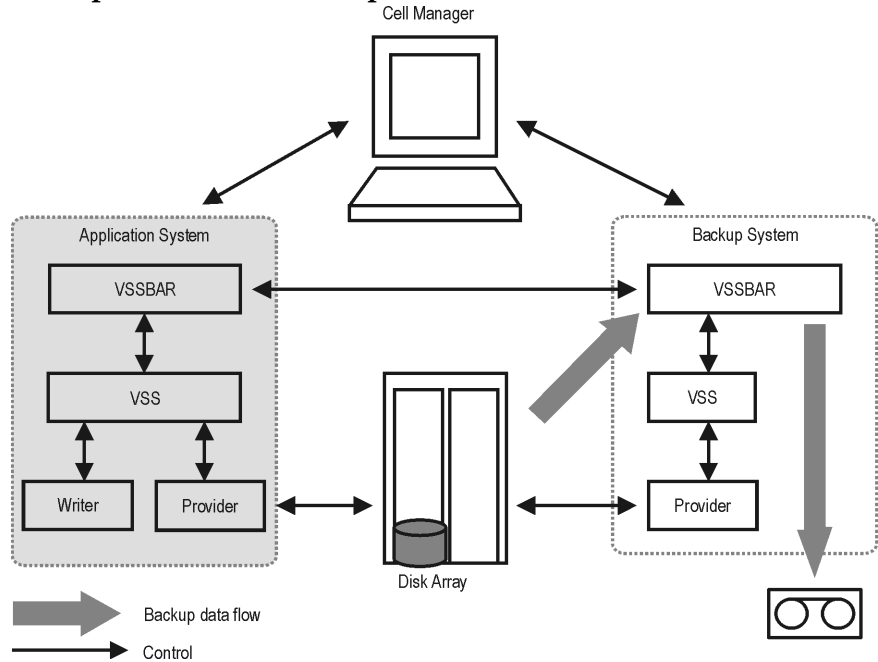 Cell Manager
Application System
Backup System
VSSBAR
VSSBAR
VSS
VSS
Writer
Provider
Provider
Disk Array
Backup data flow
Control